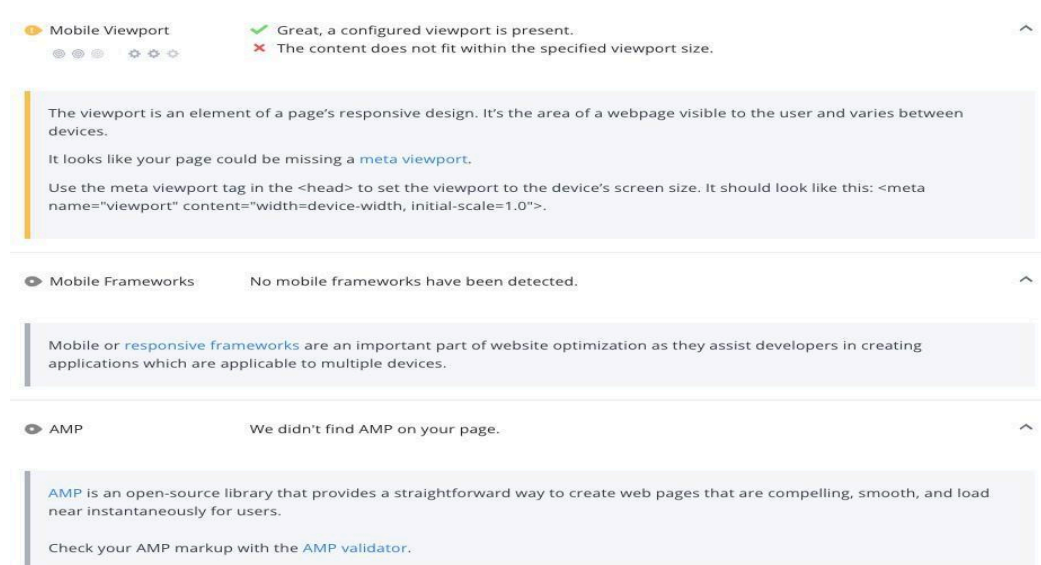 Mobile Viewport
Great, a configured viewport is present.
The content does not fit within the specified viewport size.
The viewport is an element of a page’s responsive design. It’s the area of a webpage visible to the user and varies between
devices.
It looks like your page could be missing a meta viewport.
Use the meta viewport tag in the <head> to set the viewport to the device’s screen size. It should look like this: <meta
name="viewport" content="width=device-width, initial-scale=1.0">.
Mobile Frameworks
No mobile frameworks have been detected.
Mobile or responsive frameworks are an important part of website optimization as they assist developers in creating
applications which are applicable to multiple devices.
AMP
We didn't find AMP on your page.
AMP is an open-source library that provides a straightforward way to create web pages that are compelling, smooth, and load
near instantaneously for users.
Check your AMP markup with the AMP validator.